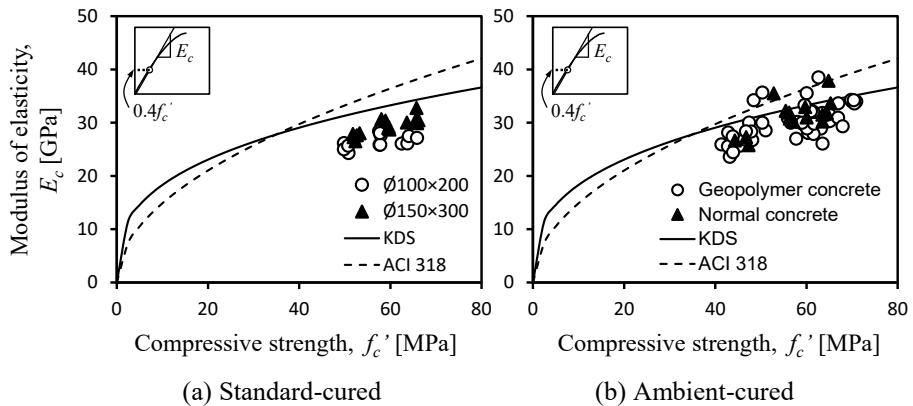 Modulus of elasticity,
E_c [GPa]
50
40
30
20
10
0
E_c
0.4f_c'
Ø100×200
Ø150×300
KDS
ACI 318
0 20 40 60 80
Compressive strength, f_c' [MPa]
(a) Standard-cured
50
40
30
20
10
0
E_c
0.4f_c'
Geopolymer concrete
Normal concrete
KDS
ACI 318
0 20 40 60 80
Compressive strength, f_c' [MPa]
(b) Ambient-cured